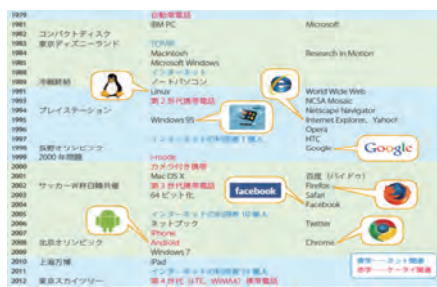 1979 自動車電話
1981 IBM PC Microsoft
1982 コンパクトディスク
1983 東京ディズニーランド TCP/IP
1984 Macintosh Research in Motion
1985 Microsoft Windows
インターネット
1989 冷戦終結 ノートパソコン
1991 Linux World Wide Web
1993 第2世代携帯電話 NCSA Mosaic
1994 プレイステーション Netscape Navigator
1995 Windows 95 Internet Explorer、Yahoo!
Opera
1997 インターネットの利用者1億人 HTC
1998 長野オリンピック Google Google
1999 2000年問題 i-mode
2000 カメラ付き携帯
2001 Mac OS X 百度(バイドゥ)
2002 サッカーW杯日韓共催 第3世代携帯電話 Firefox
2003 64ビット化 facebook Safari
2004 Facebook
2005 インターネットの利用者10億人
2006 ネットブック Twitter
2007 iPhone
2008 北京オリンピック Android Chrome
2009 Windows 7
2010 上海万博 iPad
2011 インターネットの利用者
2012 東京スカイツリー 第4世代(LTE、WiMAX)携帯電話
青字……ネット関連
赤字……ケータイ関連